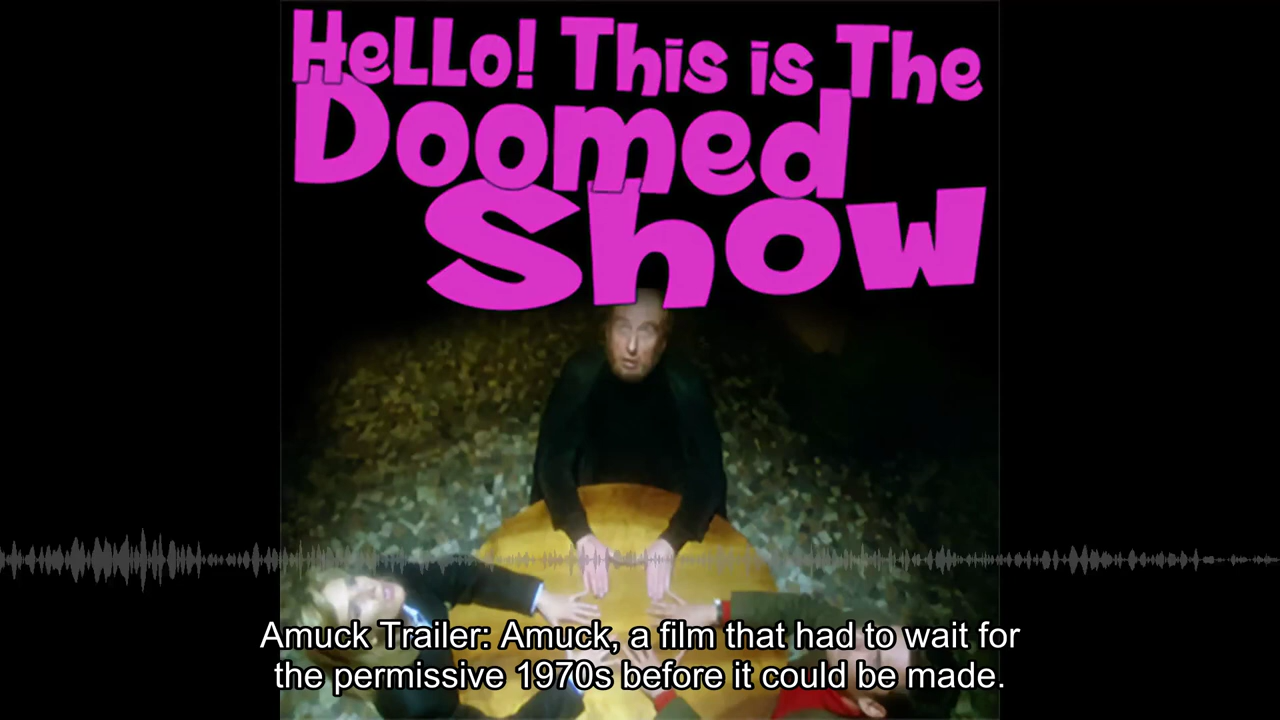 HeLLo! This is The
Doomed
Show
Amuck Trailer: Amuck, a film that had to wait for
the permissive 1970s before it could be made.